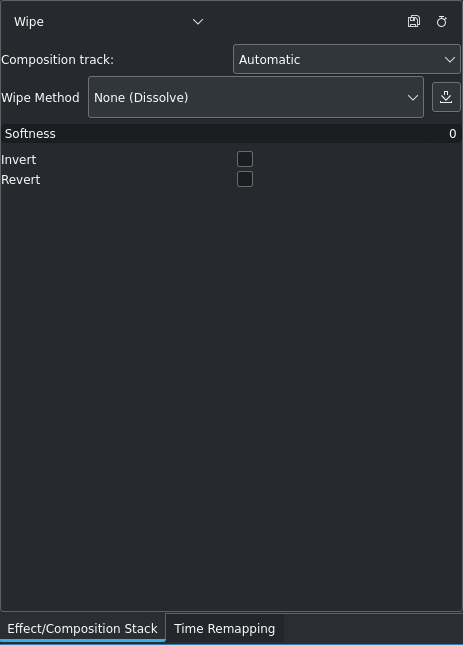 Wipe
Composition track: Automatic
Wipe Method None (Dissolve)
Softness 0
Invert
Revert
Effect/Composition Stack Time Remapping